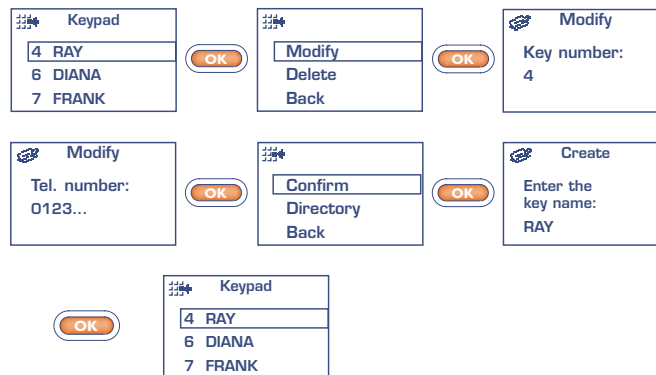 Keypad
4 RAY
6 DIANA
7 FRANK
OK
Modify
Delete
Back
OK
Modify
Key number:
4
Modify
Tel. number:
0123...
OK
Confirm
Directory
Back
OK
Create
Enter the
key name:
RAY
OK
Keypad
4 RAY
6 DIANA
7 FRANK